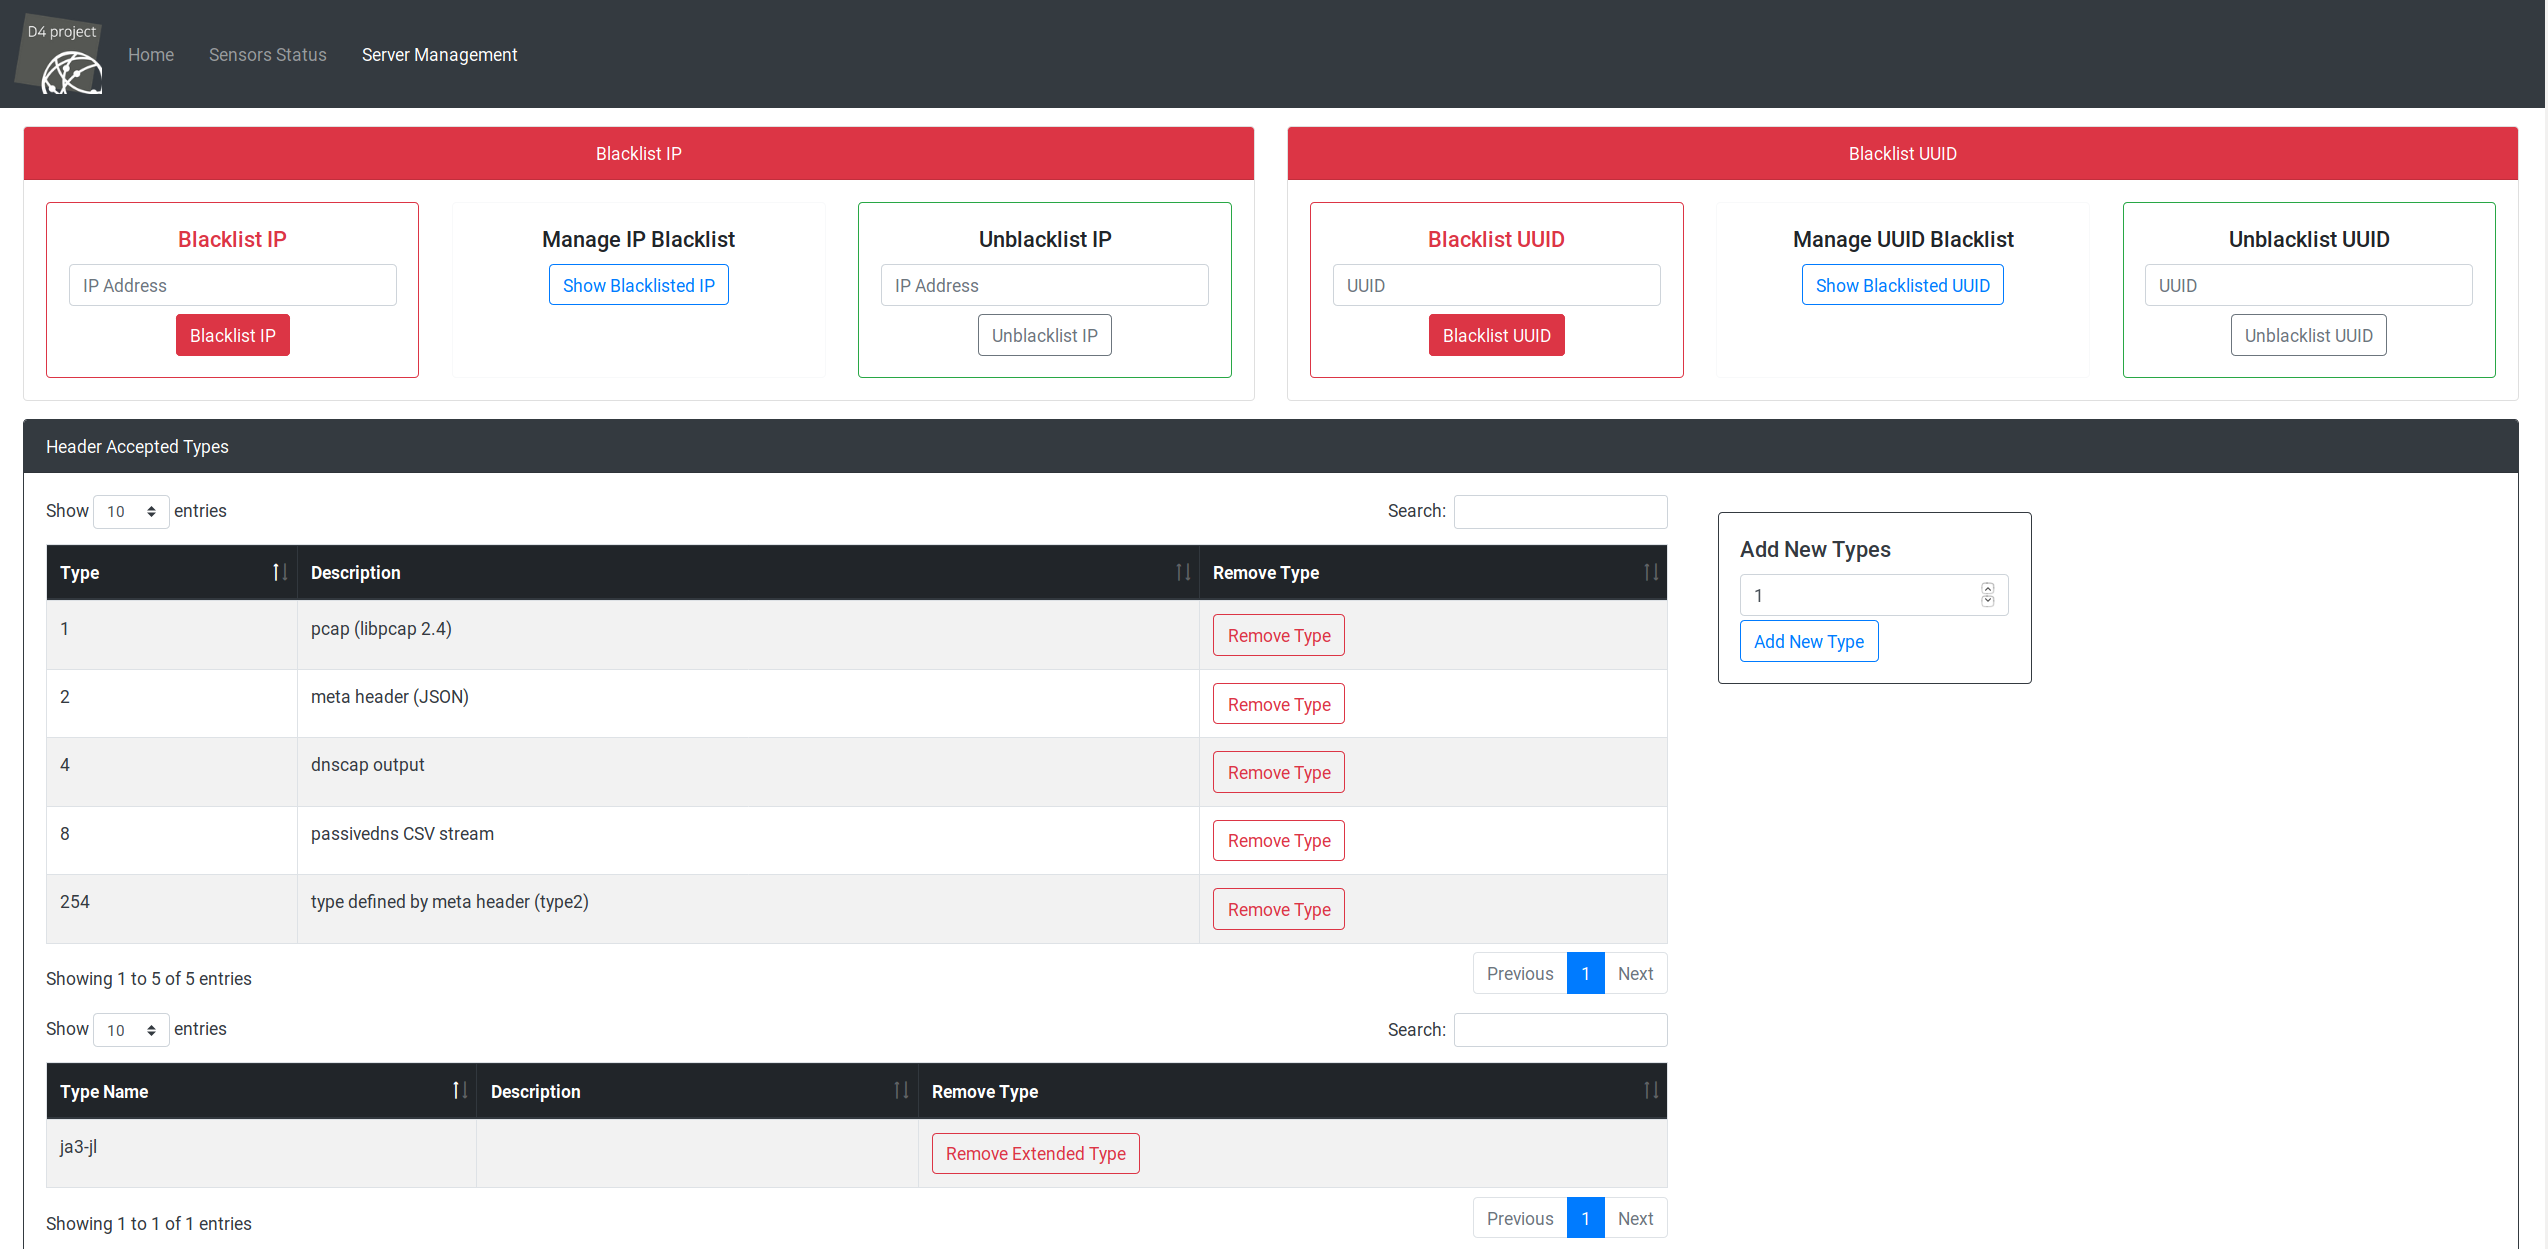 D4 project
Home Sensors Status Server Management
Blacklist IP
Blacklist IP
IP Address
Blacklist IP
Manage IP Blacklist
Show Blacklisted IP
Unblacklist IP
IP Address
Unblacklist IP
Blacklist UUID
Blacklist UUID
UUID
Blacklist UUID
Manage UUID Blacklist
Show Blacklisted UUID
Unblacklist UUID
UUID
Unblacklist UUID
Header Accepted Types
Show 10 entries Search:
Type Description Remove Type
1 pcap (libpcap 2.4) Remove Type
2 meta header (JSON) Remove Type
4 dnscap output Remove Type
8 passivedns CSV stream Remove Type
254 type defined by meta header (type2) Remove Type
Showing 1 to 5 of 5 entries Previous 1 Next
Show 10 entries Search:
Type Name Description Remove Type
ja3-jl Remove Extended Type
Showing 1 to 1 of 1 entries Previous 1 Next
Add New Types
1
Add New Type